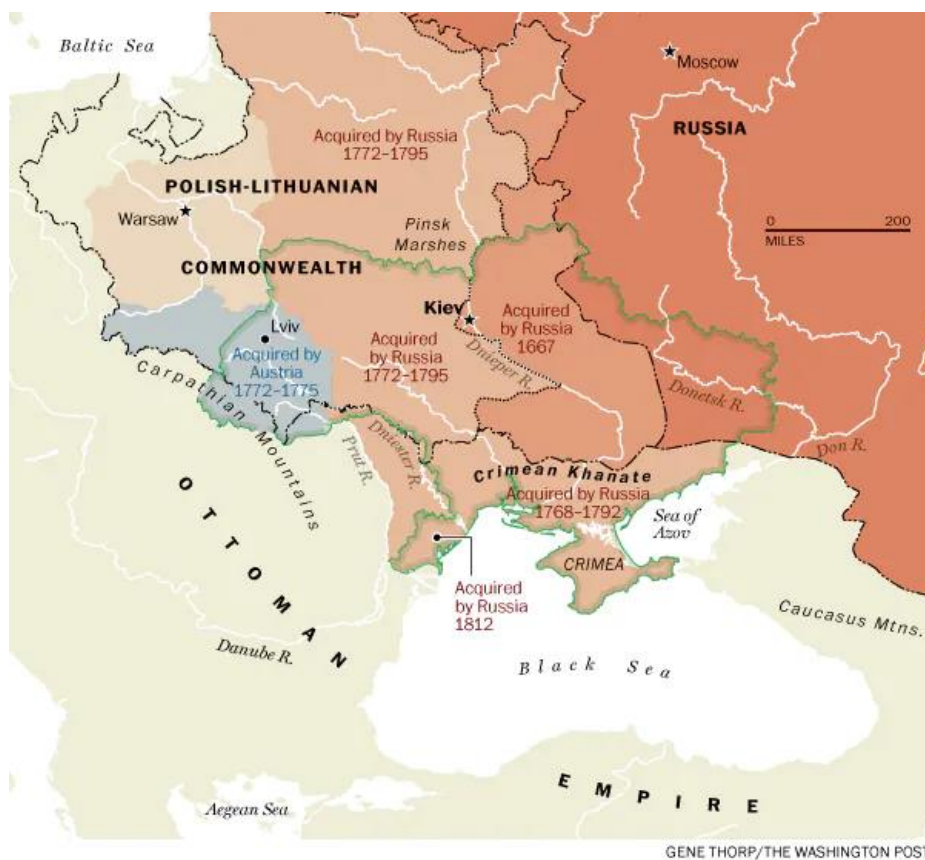 Baltic Sea
Moscow
Acquired by Russia
1772–1795
RUSSIA
POLISH-LITHUANIAN
Warsaw
Pinsk
Marshes
0 200
MILES
COMMONWEALTH
Kiev
Acquired
by Russia
1667
Lviv
Acquired by
Austria
1772–1775
Acquired
by Russia
1772–1795
Dnieper R.
Donetsk R.
Carpathian Mountains
Prut R.
Dniester R.
Don R.
Crimean Khanate
Acquired by Russia
1768–1792
Sea of
Azov
CRIMEA
OTTOMAN
Acquired
by Russia
1812
Caucasus Mtns.
Danube R.
Black Sea
EMPIRE
Aegean Sea
GENE THORP/THE WASHINGTON POST